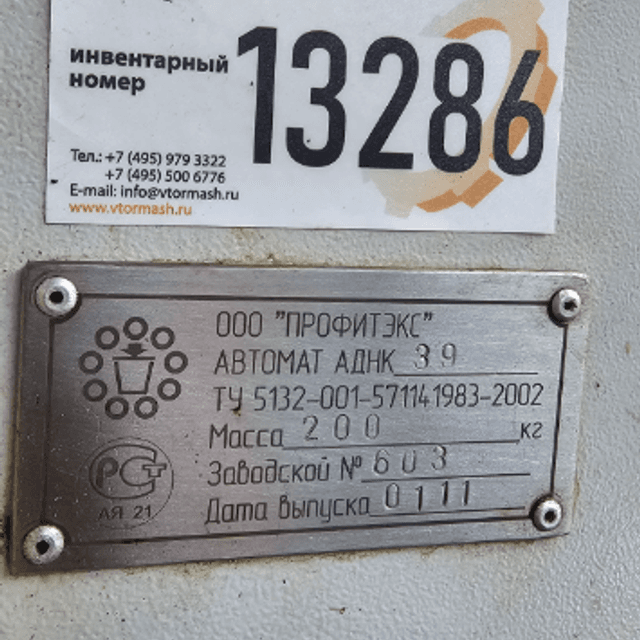 инвентарный
номер
13286
Тел.: +7 (495) 979 3322
+7 (495) 500 6776
E-mail: info@vtormash.ru
www.vtormash.ru
ООО "ПРОФИТЭКС"
АВТОМАТ АДНК 39
ТУ 5132-001-57114 1983-2002
Масса 200 кг
Заводской № 603
Дата выпуска 0111
РСТ
АЯ 21